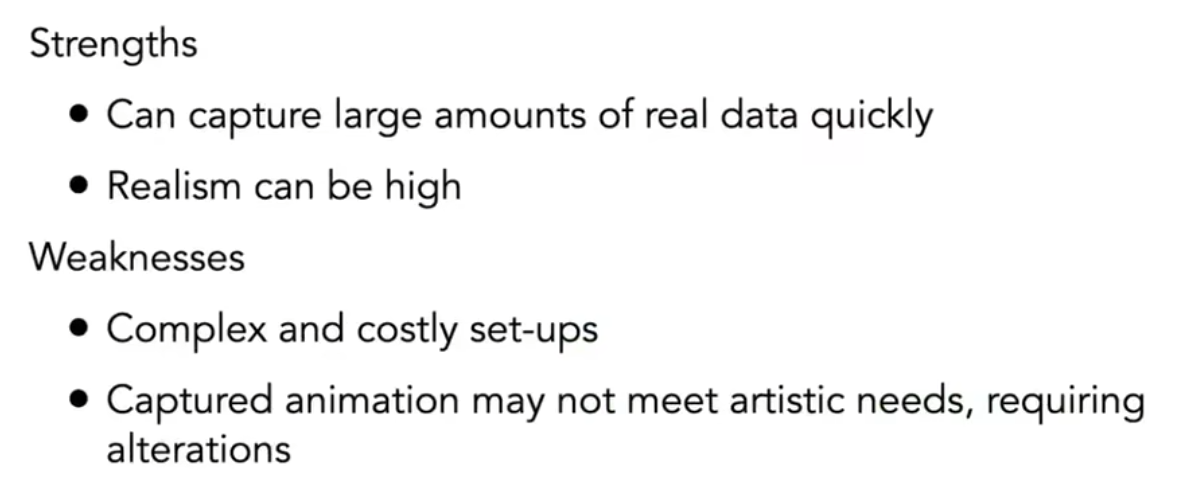 Strengths
● Can capture large amounts of real data quickly
● Realism can be high
Weaknesses
● Complex and costly set-ups
● Captured animation may not meet artistic needs, requiring
alterations